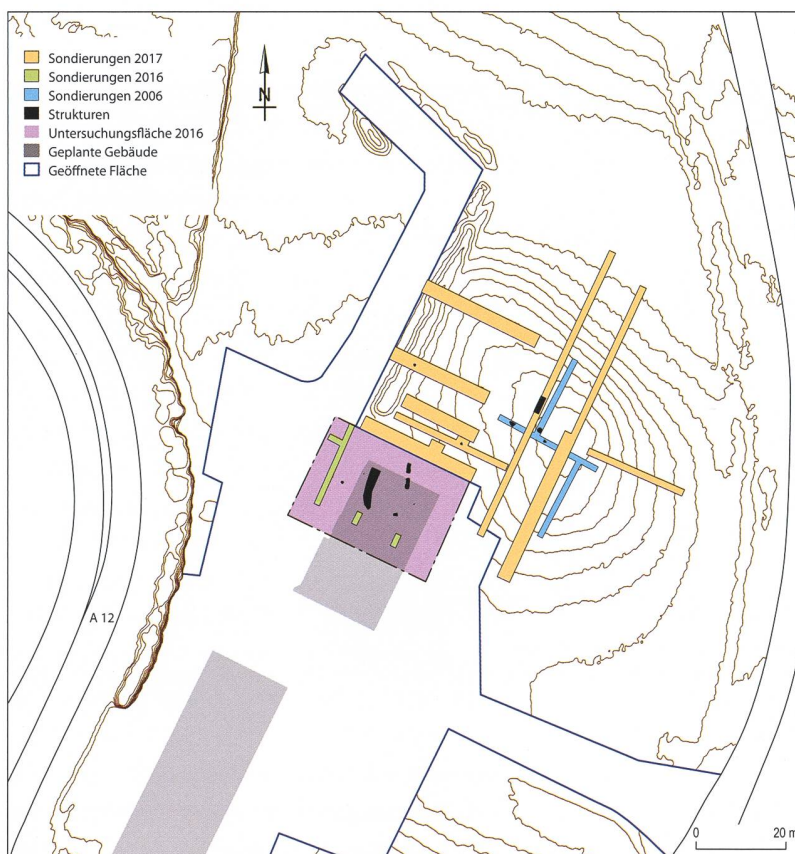 Sondierungen 2017
Sondierungen 2016
Sondierungen 2006
Strukturen
Untersuchungsfläche 2016
Geplante Gebäude
Geöffnete Fläche
N
A 12
0 20 m